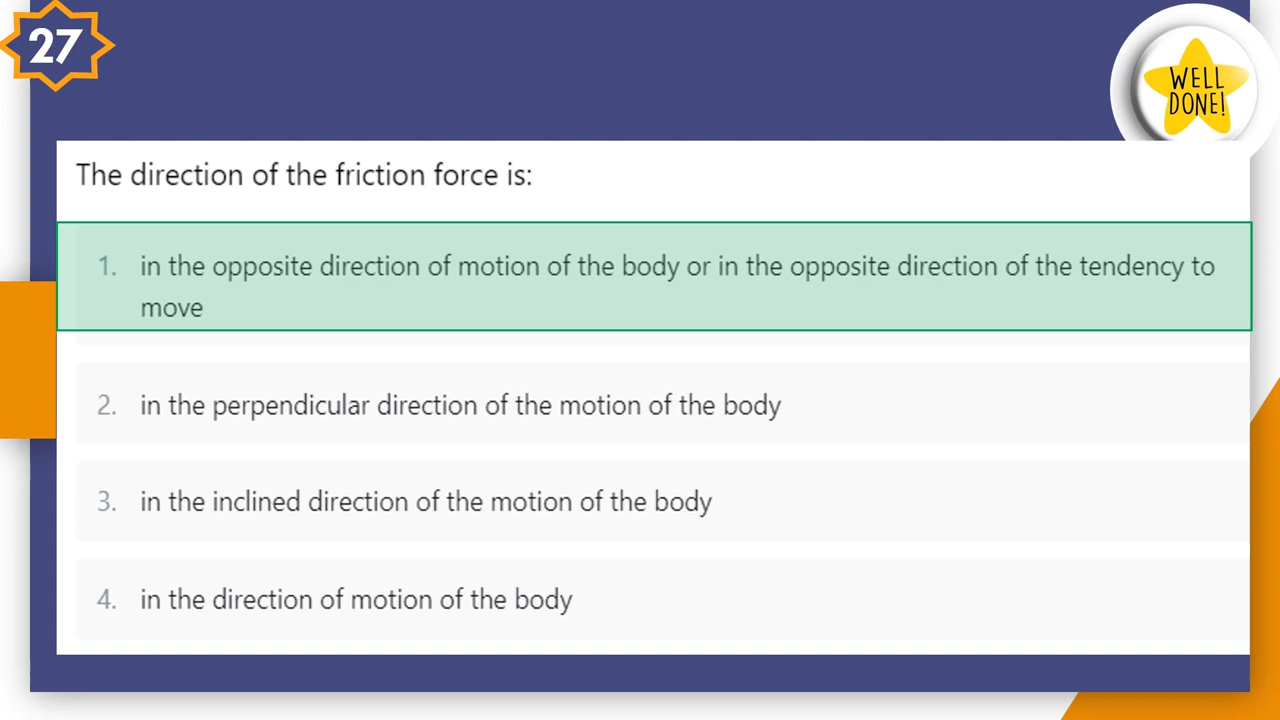 27
WELL
DONE!
The direction of the friction force is:
1. in the opposite direction of motion of the body or in the opposite direction of the tendency to
move
2. in the perpendicular direction of the motion of the body
3. in the inclined direction of the motion of the body
4. in the direction of motion of the body